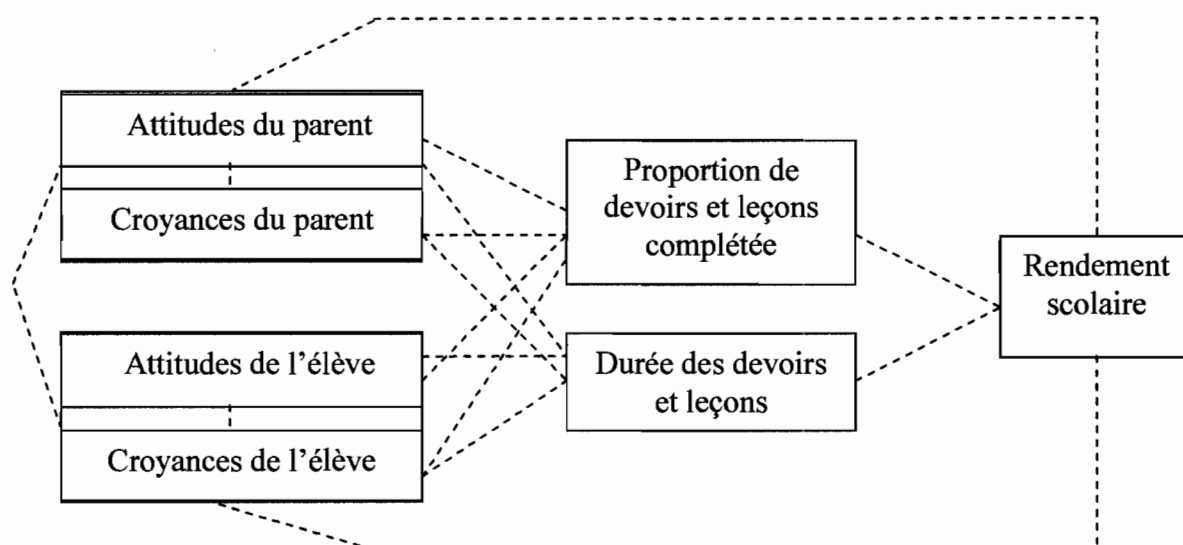 Attitudes du parent
Croyances du parent
Attitudes de l’élève
Croyances de l’élève
Proportion de
devoirs et leçons
complétée
Durée des devoirs
et leçons
Rendement
scolaire